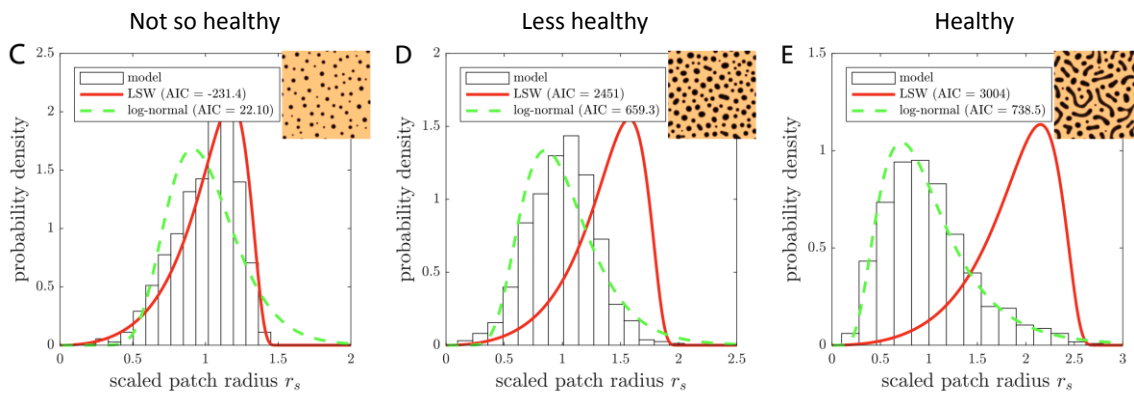 Not so healthy
Less healthy
Healthy
C
2.5
2
1.5
1
0.5
0
0
0.5
1
1.5
2
probability density
scaled patch radius r_s
model
LSW (AIC = -231.4)
log-normal (AIC = 22.10)
D
2
1.5
1
0.5
0
0
0.5
1
1.5
2
2.5
probability density
scaled patch radius r_s
model
LSW (AIC = 2451)
log-normal (AIC = 659.3)
E
1.5
1
0.5
0
0
0.5
1
1.5
2
2.5
3
probability density
scaled patch radius r_s
model
LSW (AIC = 3004)
log-normal (AIC = 738.5)